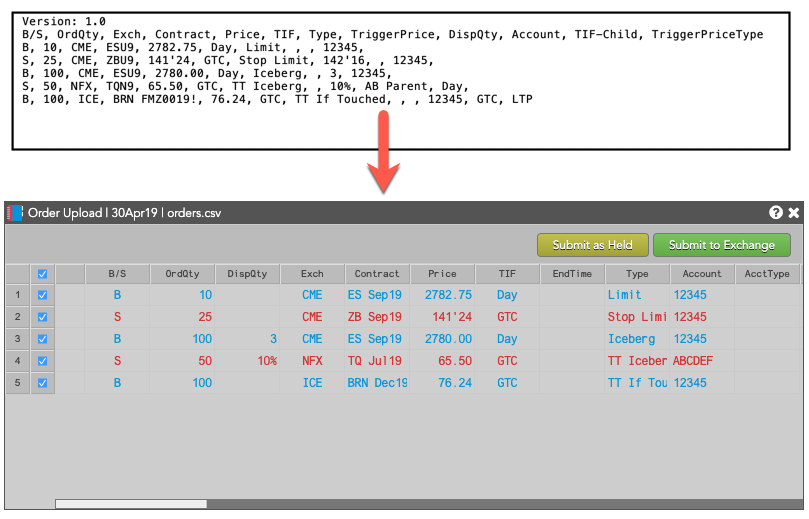 Version: 1.0
B/S, OrdQty, Exch, Contract, Price, TIF, Type, TriggerPrice, DispQty, Account, TIF-Child, TriggerPriceType
B, 10, CME, ESU9, 2782.75, Day, Limit, , , 12345,
S, 25, CME, ZBU9, 141'24, GTC, Stop Limit, 142'16, , 12345,
B, 100, CME, ESU9, 2780.00, Day, Iceberg, , 3, 12345,
S, 50, NFX, TQN9, 65.50, GTC, TT Iceberg, , 10%, AB Parent, Day,
B, 100, ICE, BRN FMZ0019!, 76.24, GTC, TT If Touched, , , 12345, GTC, LTP
Order Upload | 30Apr19 | orders.csv
Submit as Held Submit to Exchange
B/S OrdQty DispQty Exch Contract Price TIF EndTime Type Account AcctType
1 B 10 CME ES Sep19 2782.75 Day Limit 12345
2 S 25 CME ZB Sep19 141'24 GTC Stop Limi 12345
3 B 100 3 CME ES Sep19 2780.00 Day Iceberg 12345
4 S 50 10% NFX TQ Jul19 65.50 GTC TT Iceber ABCDEF
5 B 100 ICE BRN Dec19 76.24 GTC TT If Tou 12345